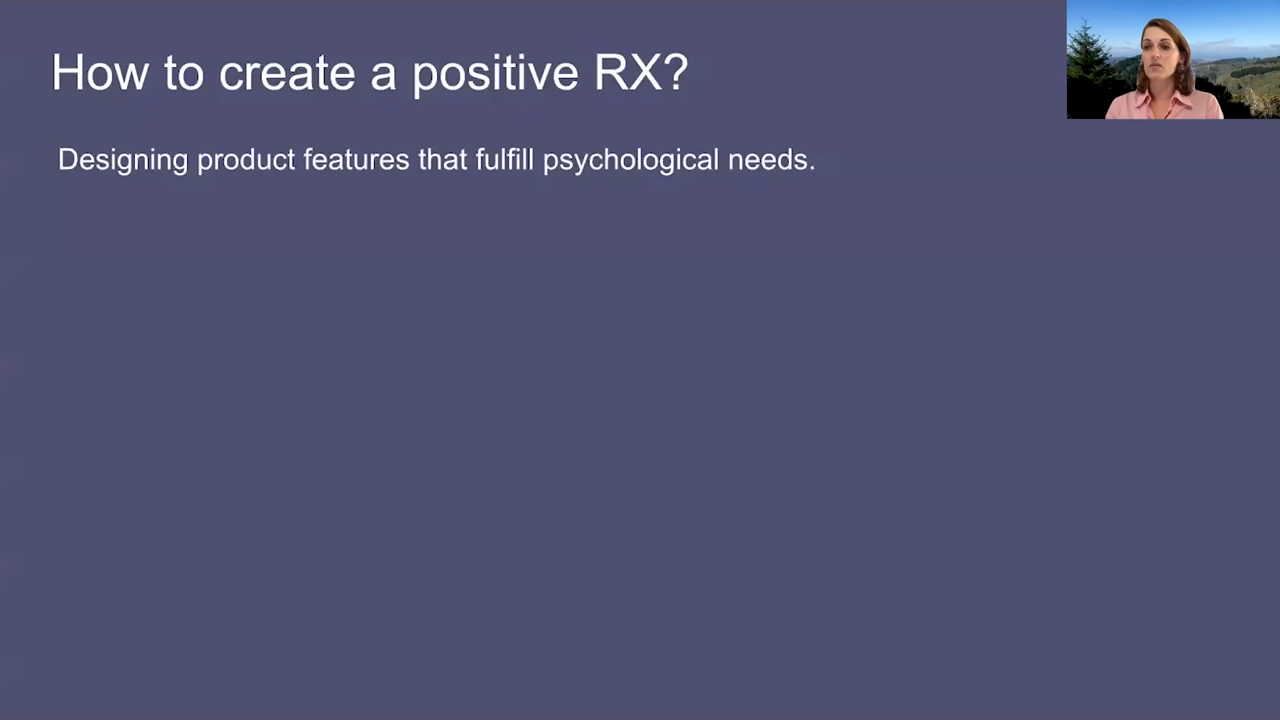 How to create a positive RX?
Designing product features that fulfill psychological needs.